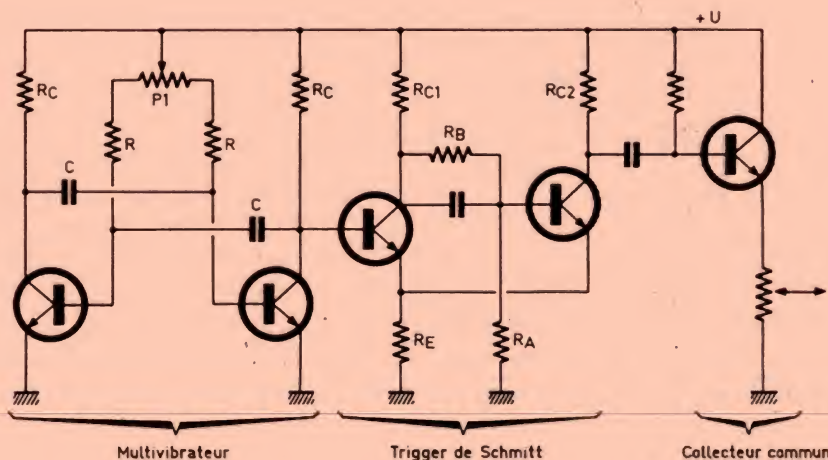 + U
RC
P1
RC
RC1
RC2
R
R
RB
C
C
RE
RA
Multivibrateur
Trigger de Schmitt
Collecteur commun